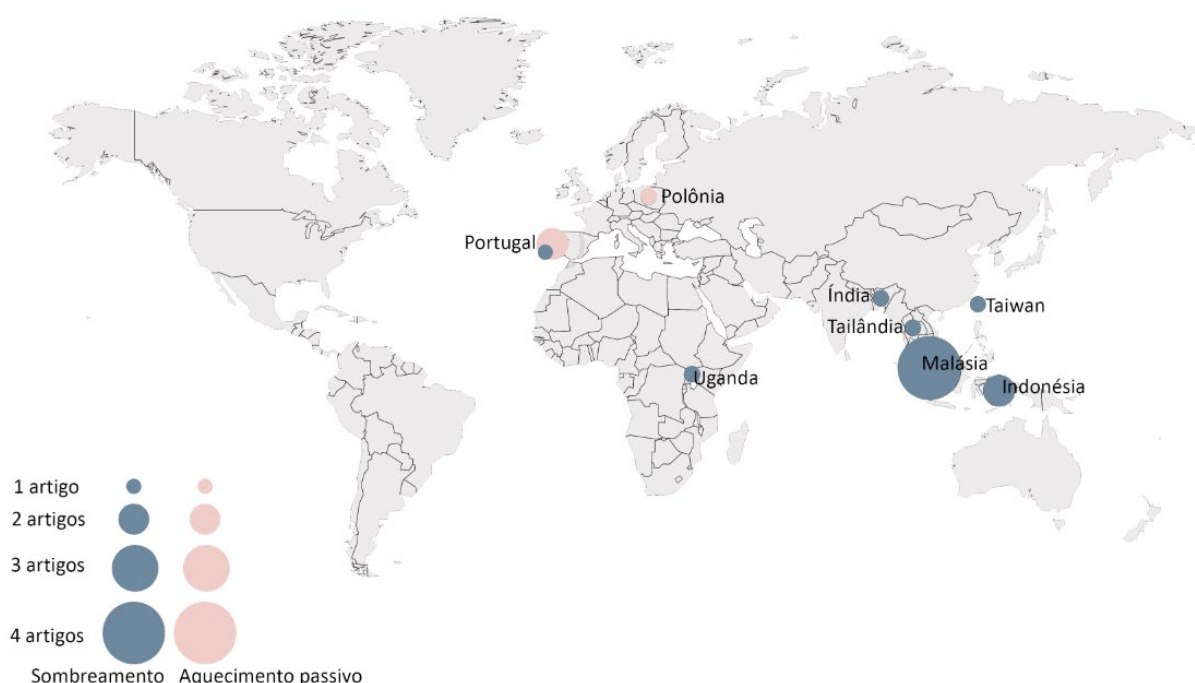 Polônia
Portugal
Índia
Taiwan
Tailândia
Malásia
Indonésia
Uganda
1 artigo
2 artigos
3 artigos
4 artigos
Sombreamento Aquecimento passivo